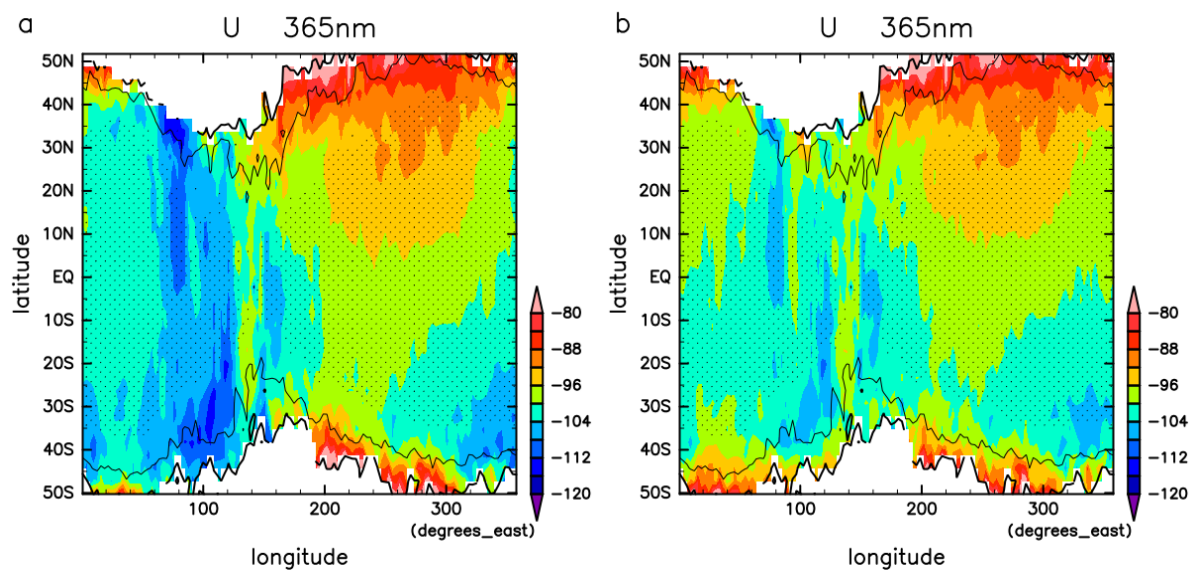 a
U 365nm
50N
40N
30N
20N
10N
EQ
10S
20S
30S
40S
50S
latitude
100
200
300
(degrees_east)
longitude
-80
-88
-96
-104
-112
-120
b
U 365nm
50N
40N
30N
20N
10N
EQ
10S
20S
30S
40S
50S
latitude
100
200
300
(degrees_east)
longitude
-80
-88
-96
-104
-112
-120